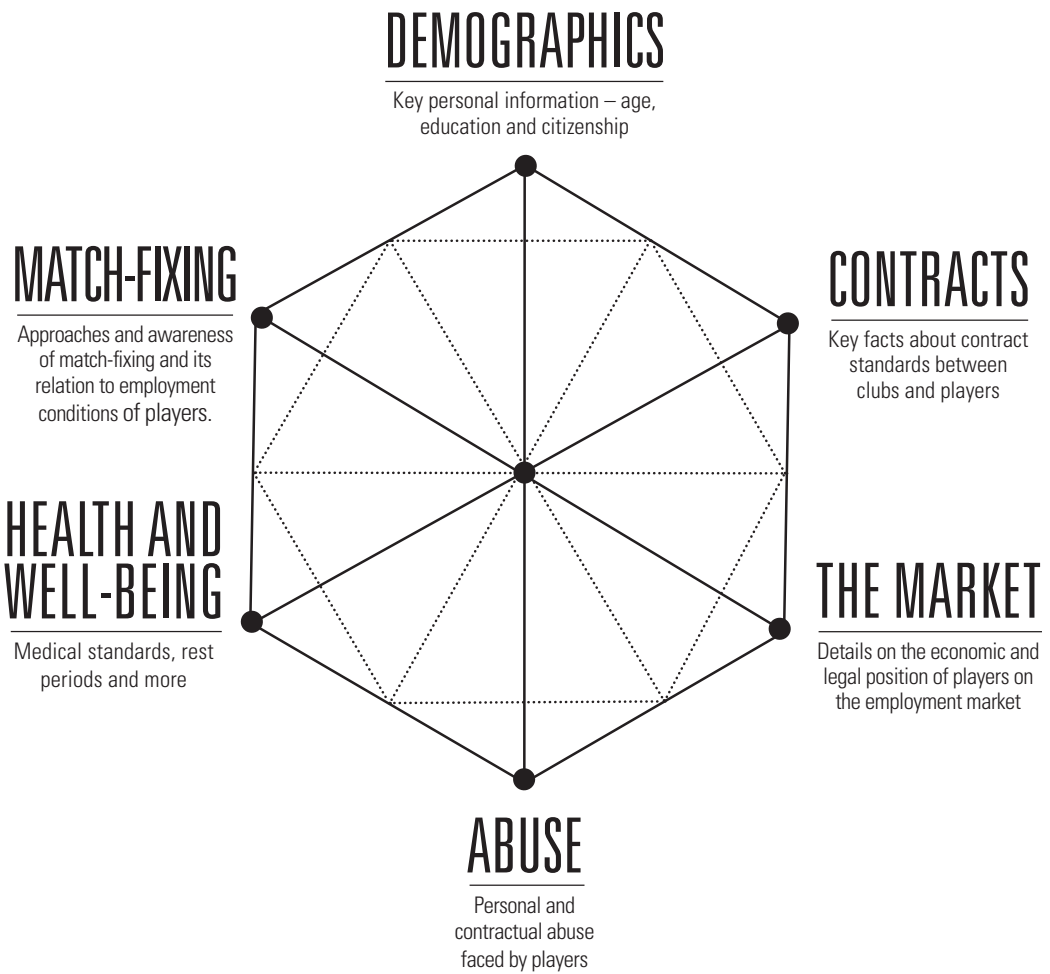 DEMOGRAPHICS
Key personal information – age,
education and citizenship
MATCH-FIXING
Approaches and awareness
of match-fixing and its
relation to employment
conditions of players.
CONTRACTS
Key facts about contract
standards between
clubs and players
HEALTH AND
WELL-BEING
Medical standards, rest
periods and more
THE MARKET
Details on the economic and
legal position of players on
the employment market
ABUSE
Personal and
contractual abuse
faced by players